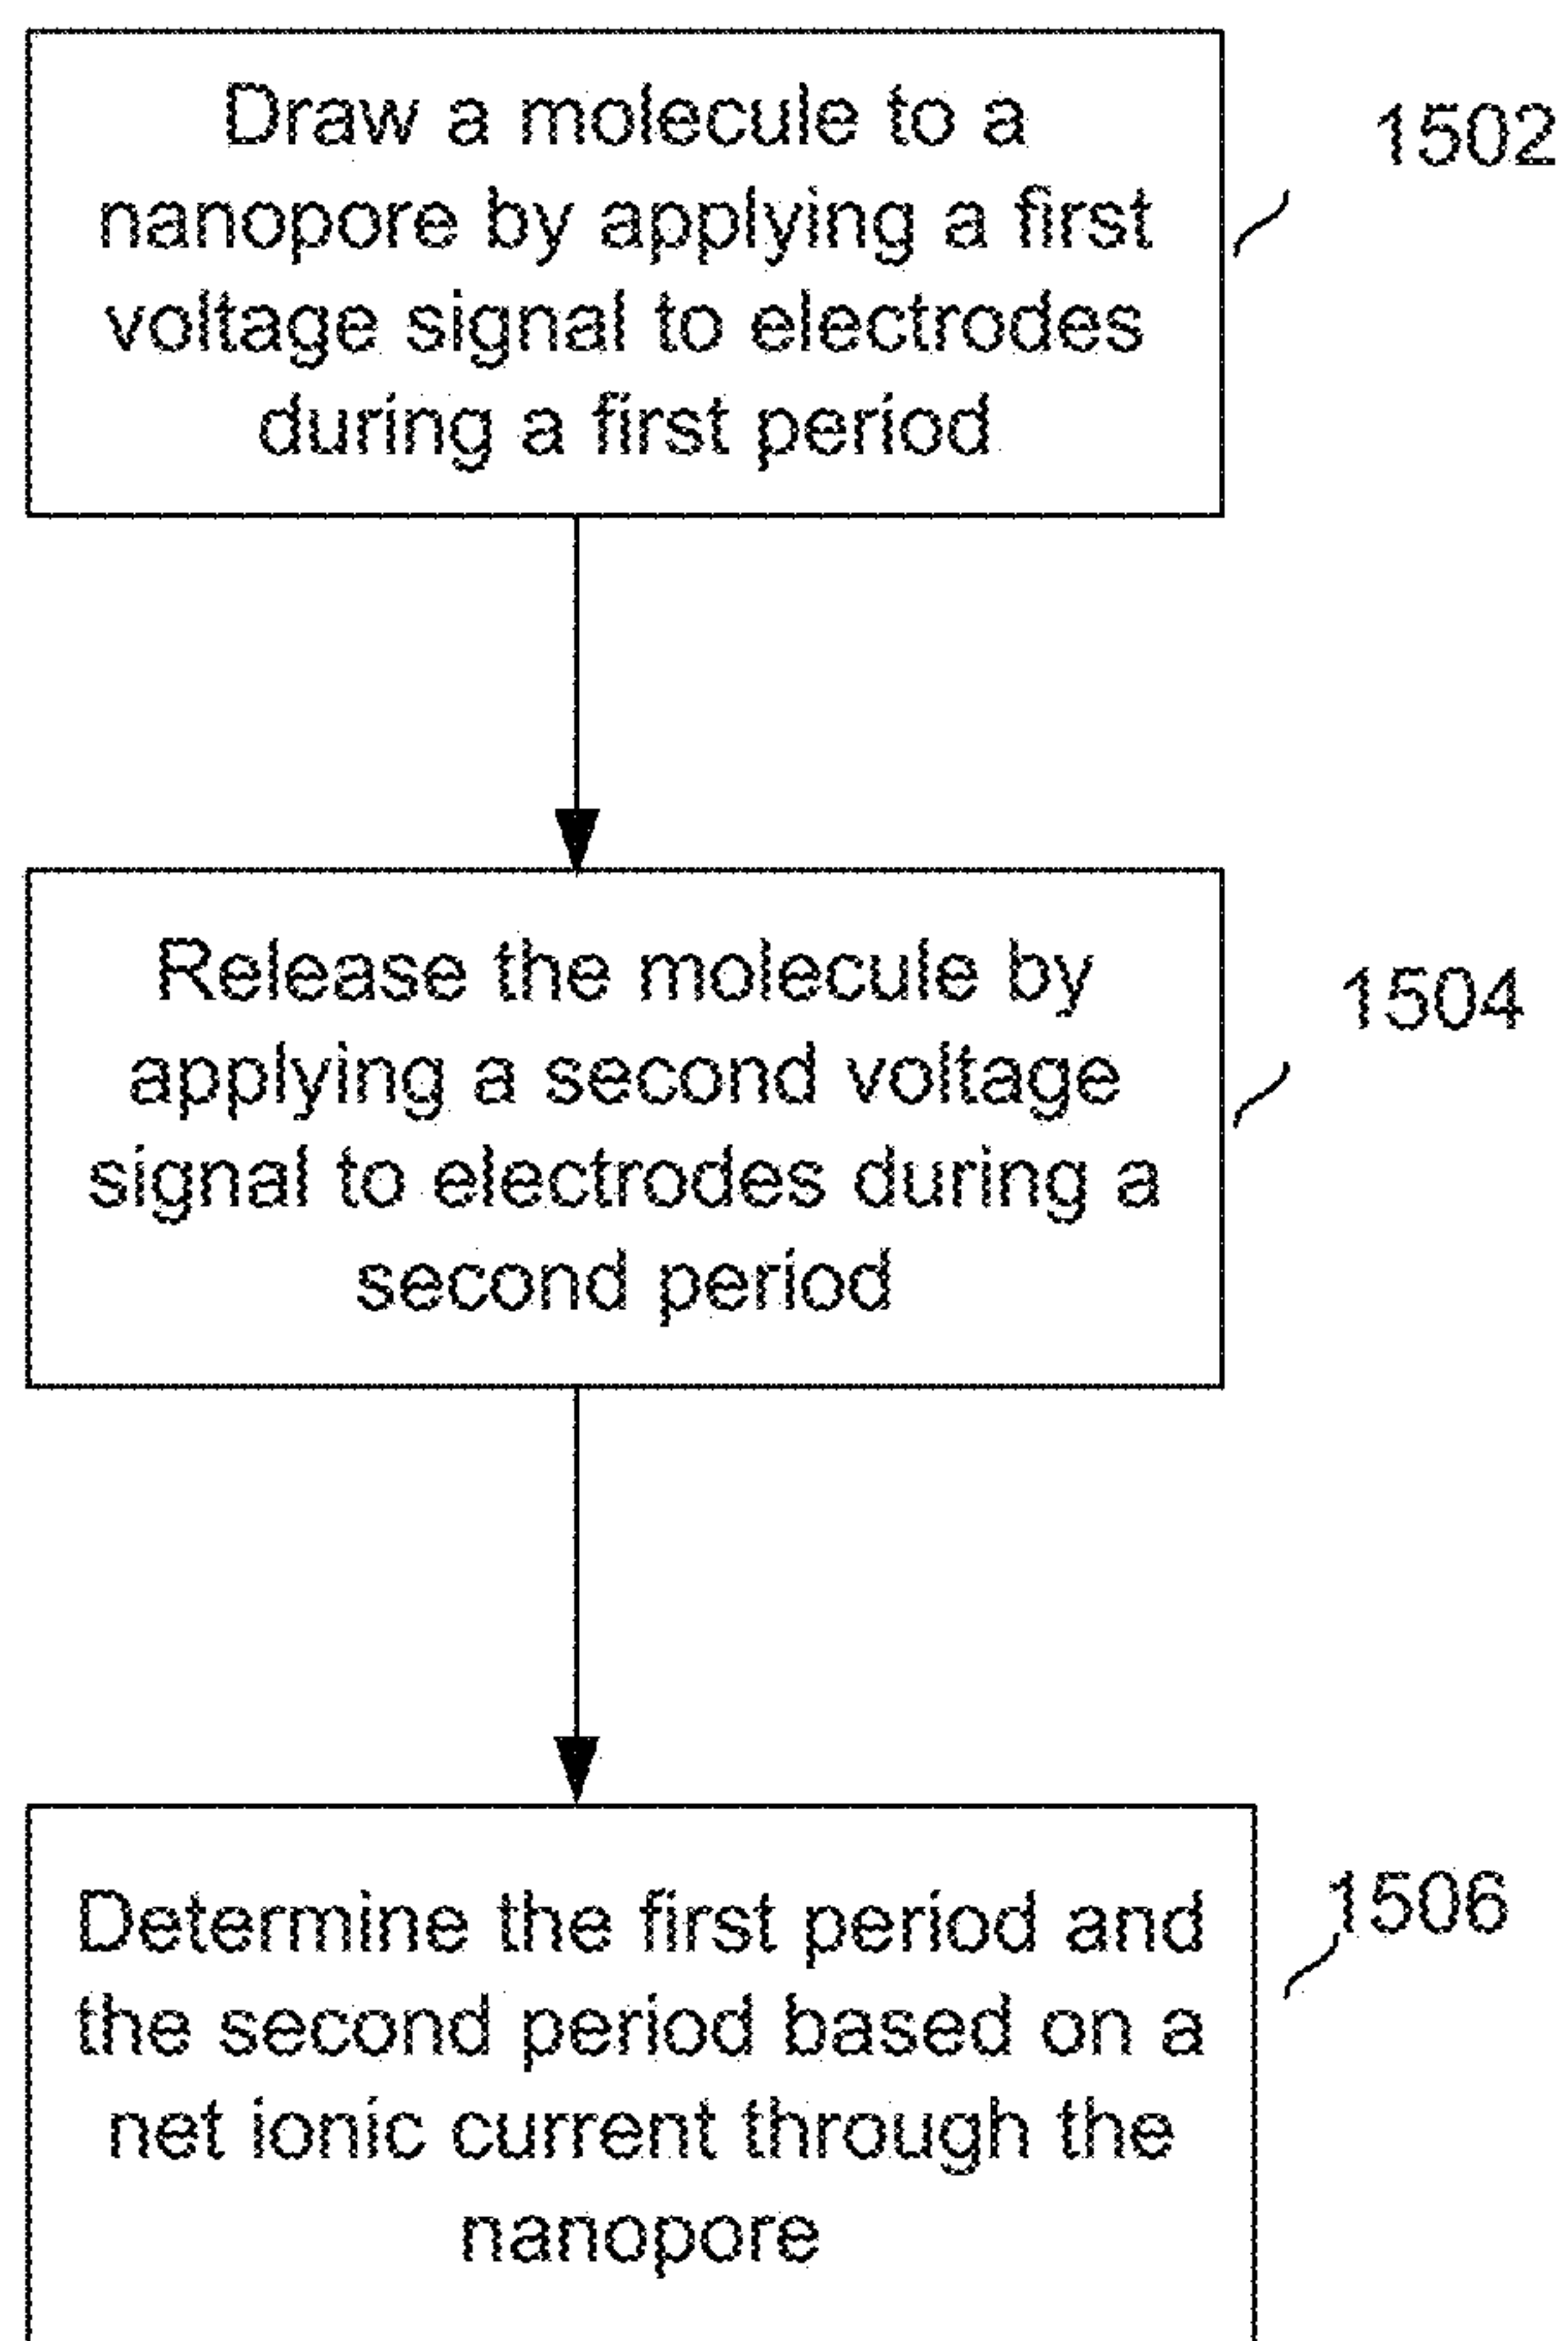 Draw a molecule to a
nanopore by applying a first
voltage signal to electrodes
during a first period
1502
Release the molecule by
applying a second voltage
signal to electrodes during a
second period
1504
Determine the first period and
the second period based on a
net ionic current through the
nanopore
1506